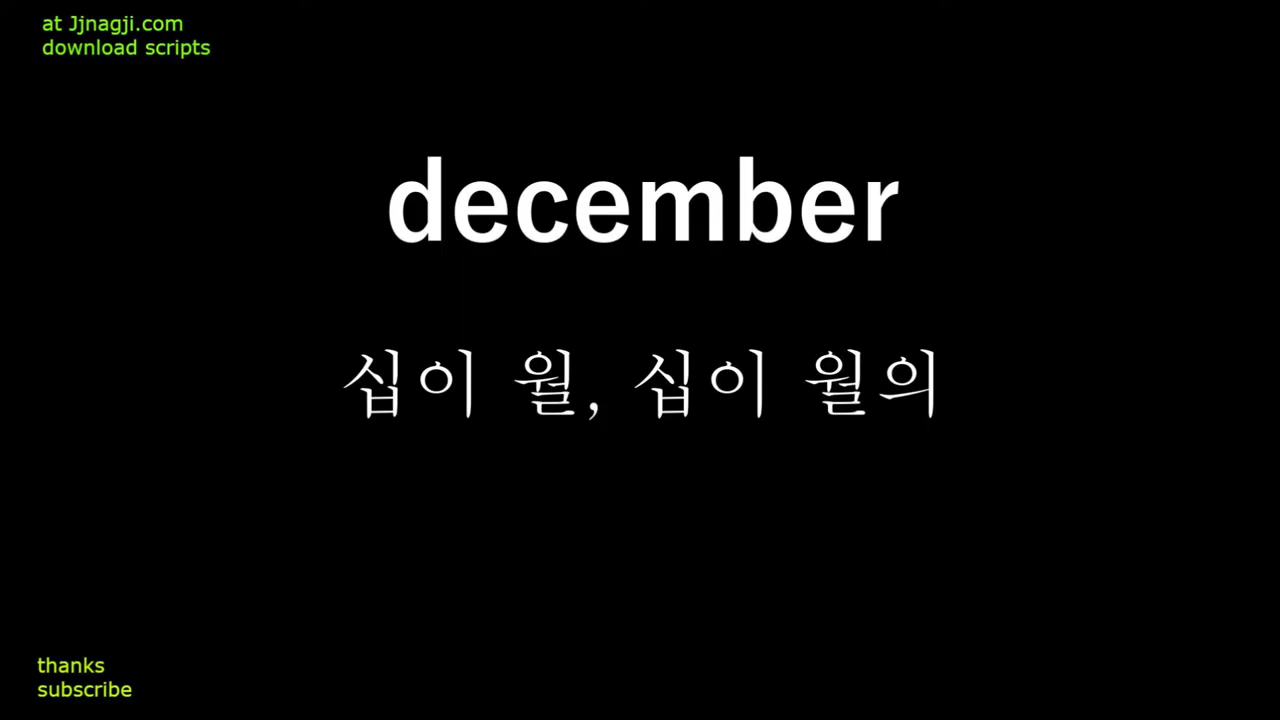 at Jjnagji.com
download scripts
december
십이 월, 십이 월의
thanks
subscribe